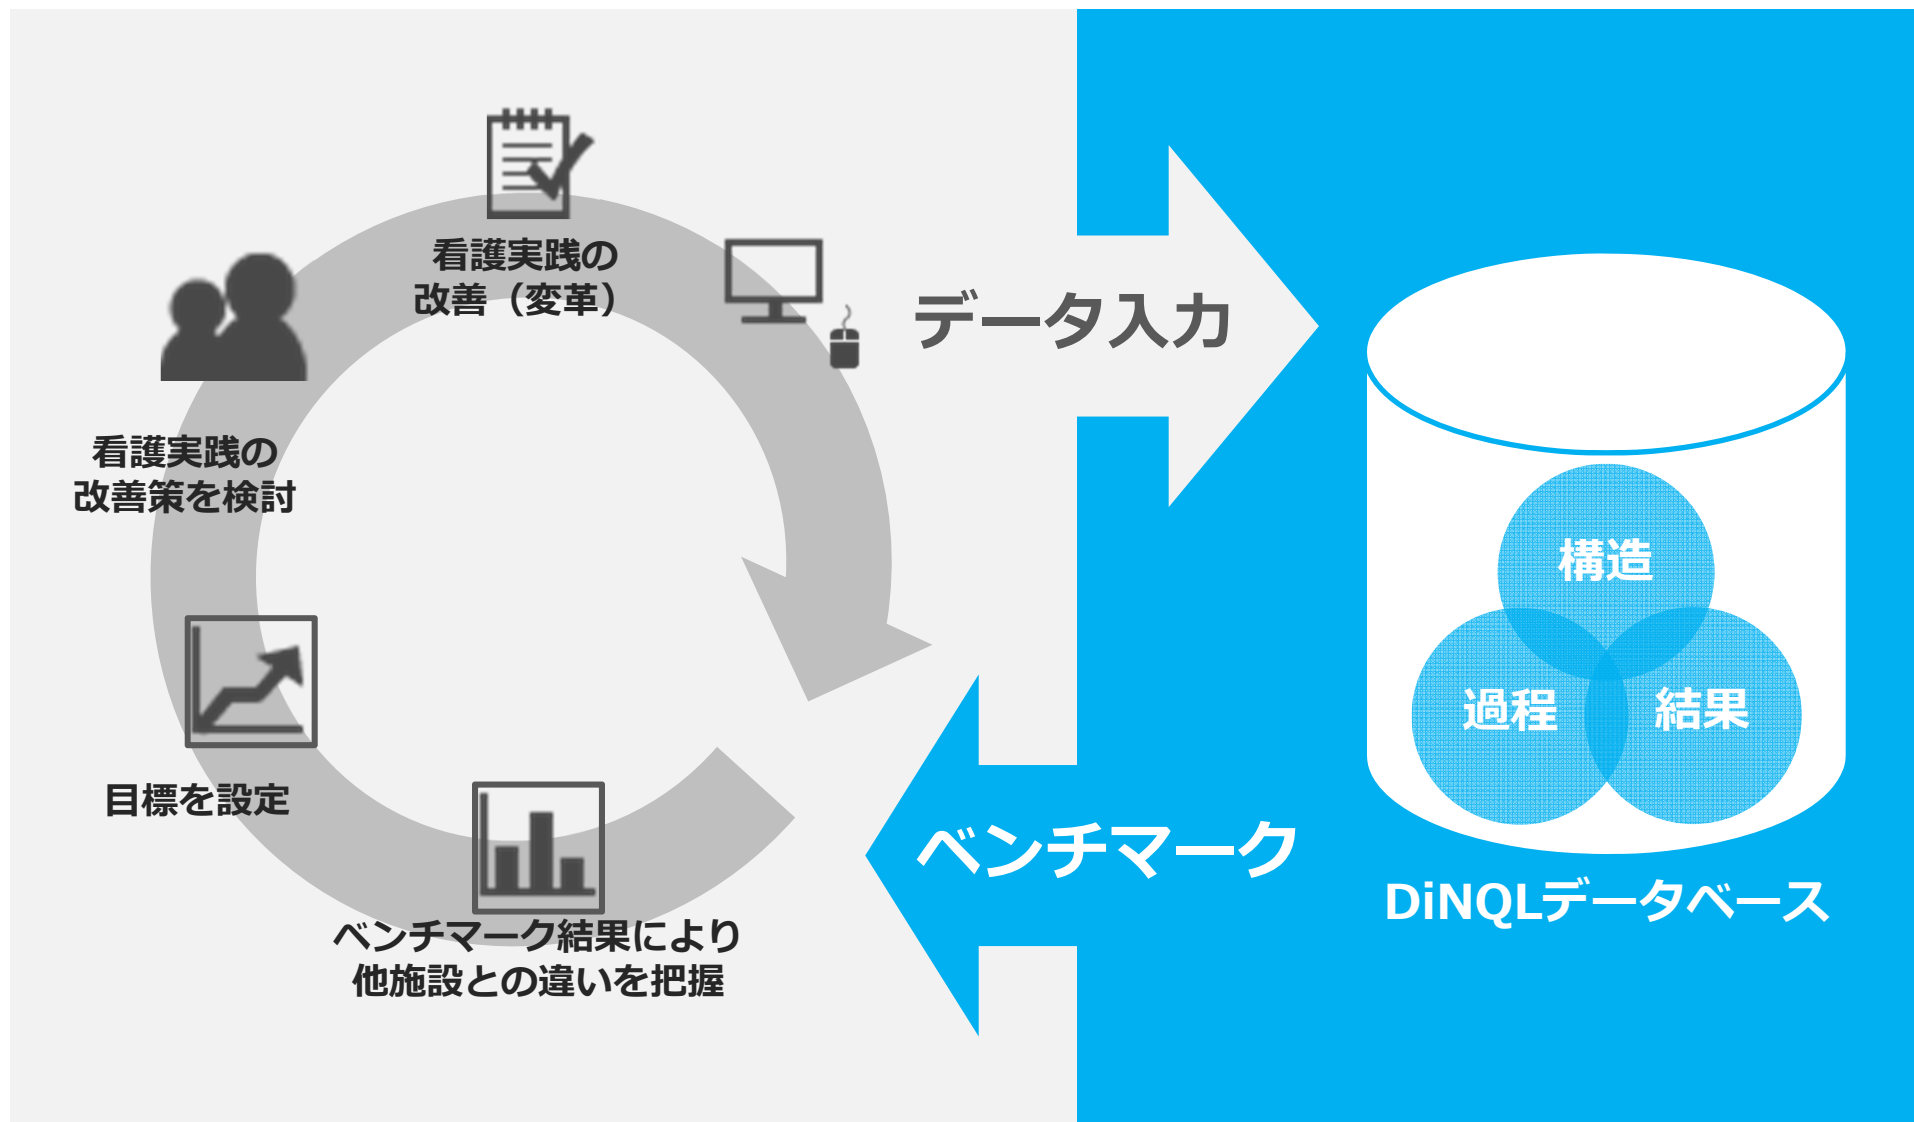 看護実践の
改善（変革）
データ入力
看護実践の
改善策を検討
目標を設定
ベンチマーク結果により
他施設との違いを把握
ベンチマーク
構造
過程
結果
DiNQLデータベース